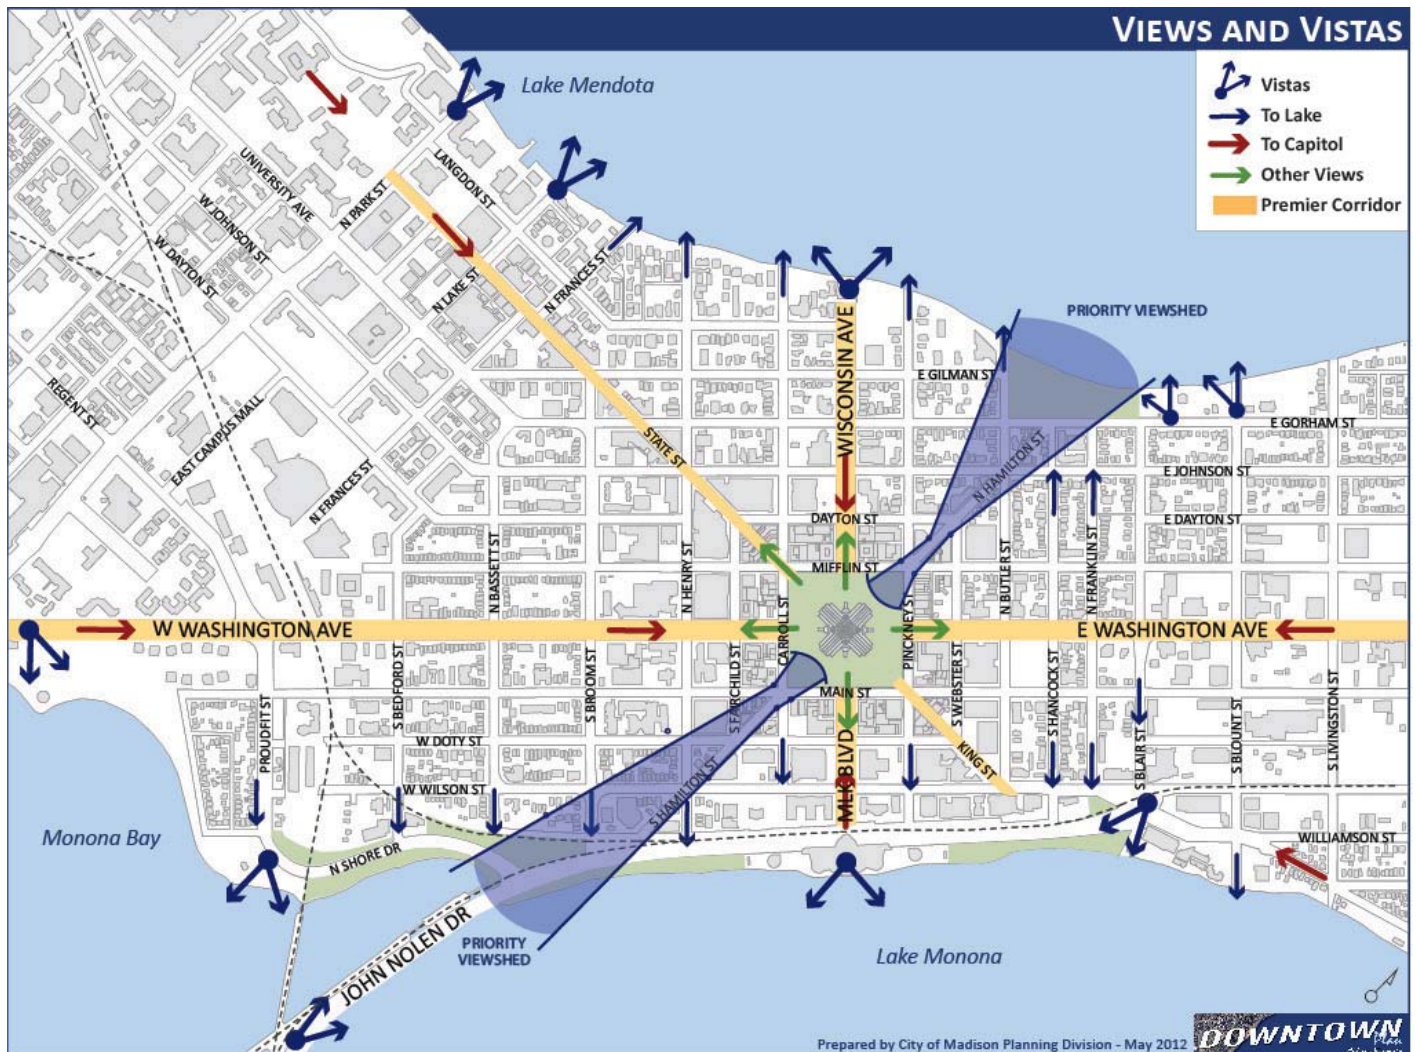 VIEWS AND VISTAS
Vistas
To Lake
To Capitol
Other Views
Premier Corridor
Lake Mendota
UNIVERSITY AVE
LANGDON ST
N PARK ST
W JOHNSON ST
W DAYTON ST
N LAKE ST
N FRANCES ST
WISCONSIN AVE
PRIORITY VIEWSHED
E GILMAN ST
REGENT ST
EAST CAMPUS MALL
N FRANCES ST
STATE ST
N HAMILTON ST
E GORHAM ST
E JOHNSON ST
E DAYTON ST
DAYTON ST
MIFFLIN ST
N BASSETT ST
N HENRY ST
N BUTLER ST
N FRANKLIN ST
CARROLL ST
PINCKNEY ST
W WASHINGTON AVE
E WASHINGTON AVE
PROUDFIT ST
S BEDFORD ST
S BROOM ST
S FAIRCHILD ST
MAIN ST
S WEBSTER ST
S HANCOCK ST
S BLAIR ST
S BLOUNT ST
S LIVINGSTON ST
W DOTY ST
W WILSON ST
S HAMILTON ST
MLK BLVD
KING ST
WILLIAMSON ST
Monona Bay
N SHORE DR
JOHN NOLEN DR
PRIORITY
VIEWSHED
Lake Monona
Prepared by City of Madison Planning Division - May 2012
DOWNTOWN
Plan